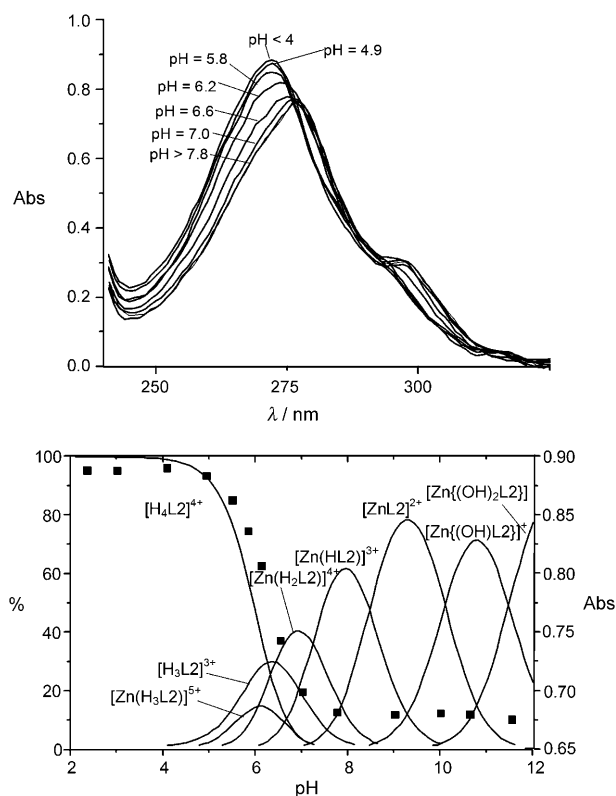 1.0
pH < 4
pH = 4.9
pH = 5.8
0.8
pH = 6.2
pH = 6.6
0.6
pH = 7.0
pH > 7.8
Abs
0.4
0.2
0.0
250 275 300
λ / nm
100 0.90
[Zn{(OH)2L2}]
[H4L2]4+
[ZnL2]2+
[Zn{(OH)L2}]+
80 0.85
[Zn(HL2)]3+
[Zn(H2L2)]4+
60 0.80
% Abs
40 0.75
[H3L2]3+
[Zn(H3L2)]5+
20 0.70
0 0.65
2 4 6 8 10 12
pH